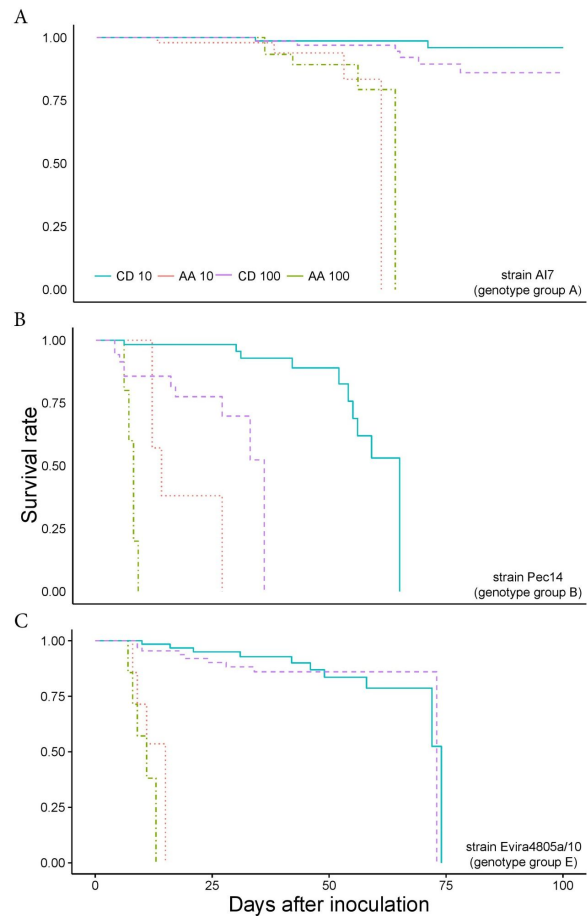 A
1.00
0.75
0.50
0.25
0.00
CD 10 AA 10 CD 100 AA 100
strain AI7
(genotype group A)
B
1.00
0.75
0.50
0.25
0.00
Survival rate
strain Pec14
(genotype group B)
C
1.00
0.75
0.50
0.25
0.00
strain Evira4805a/10
(genotype group E)
0 25 50 75 100
Days after inoculation